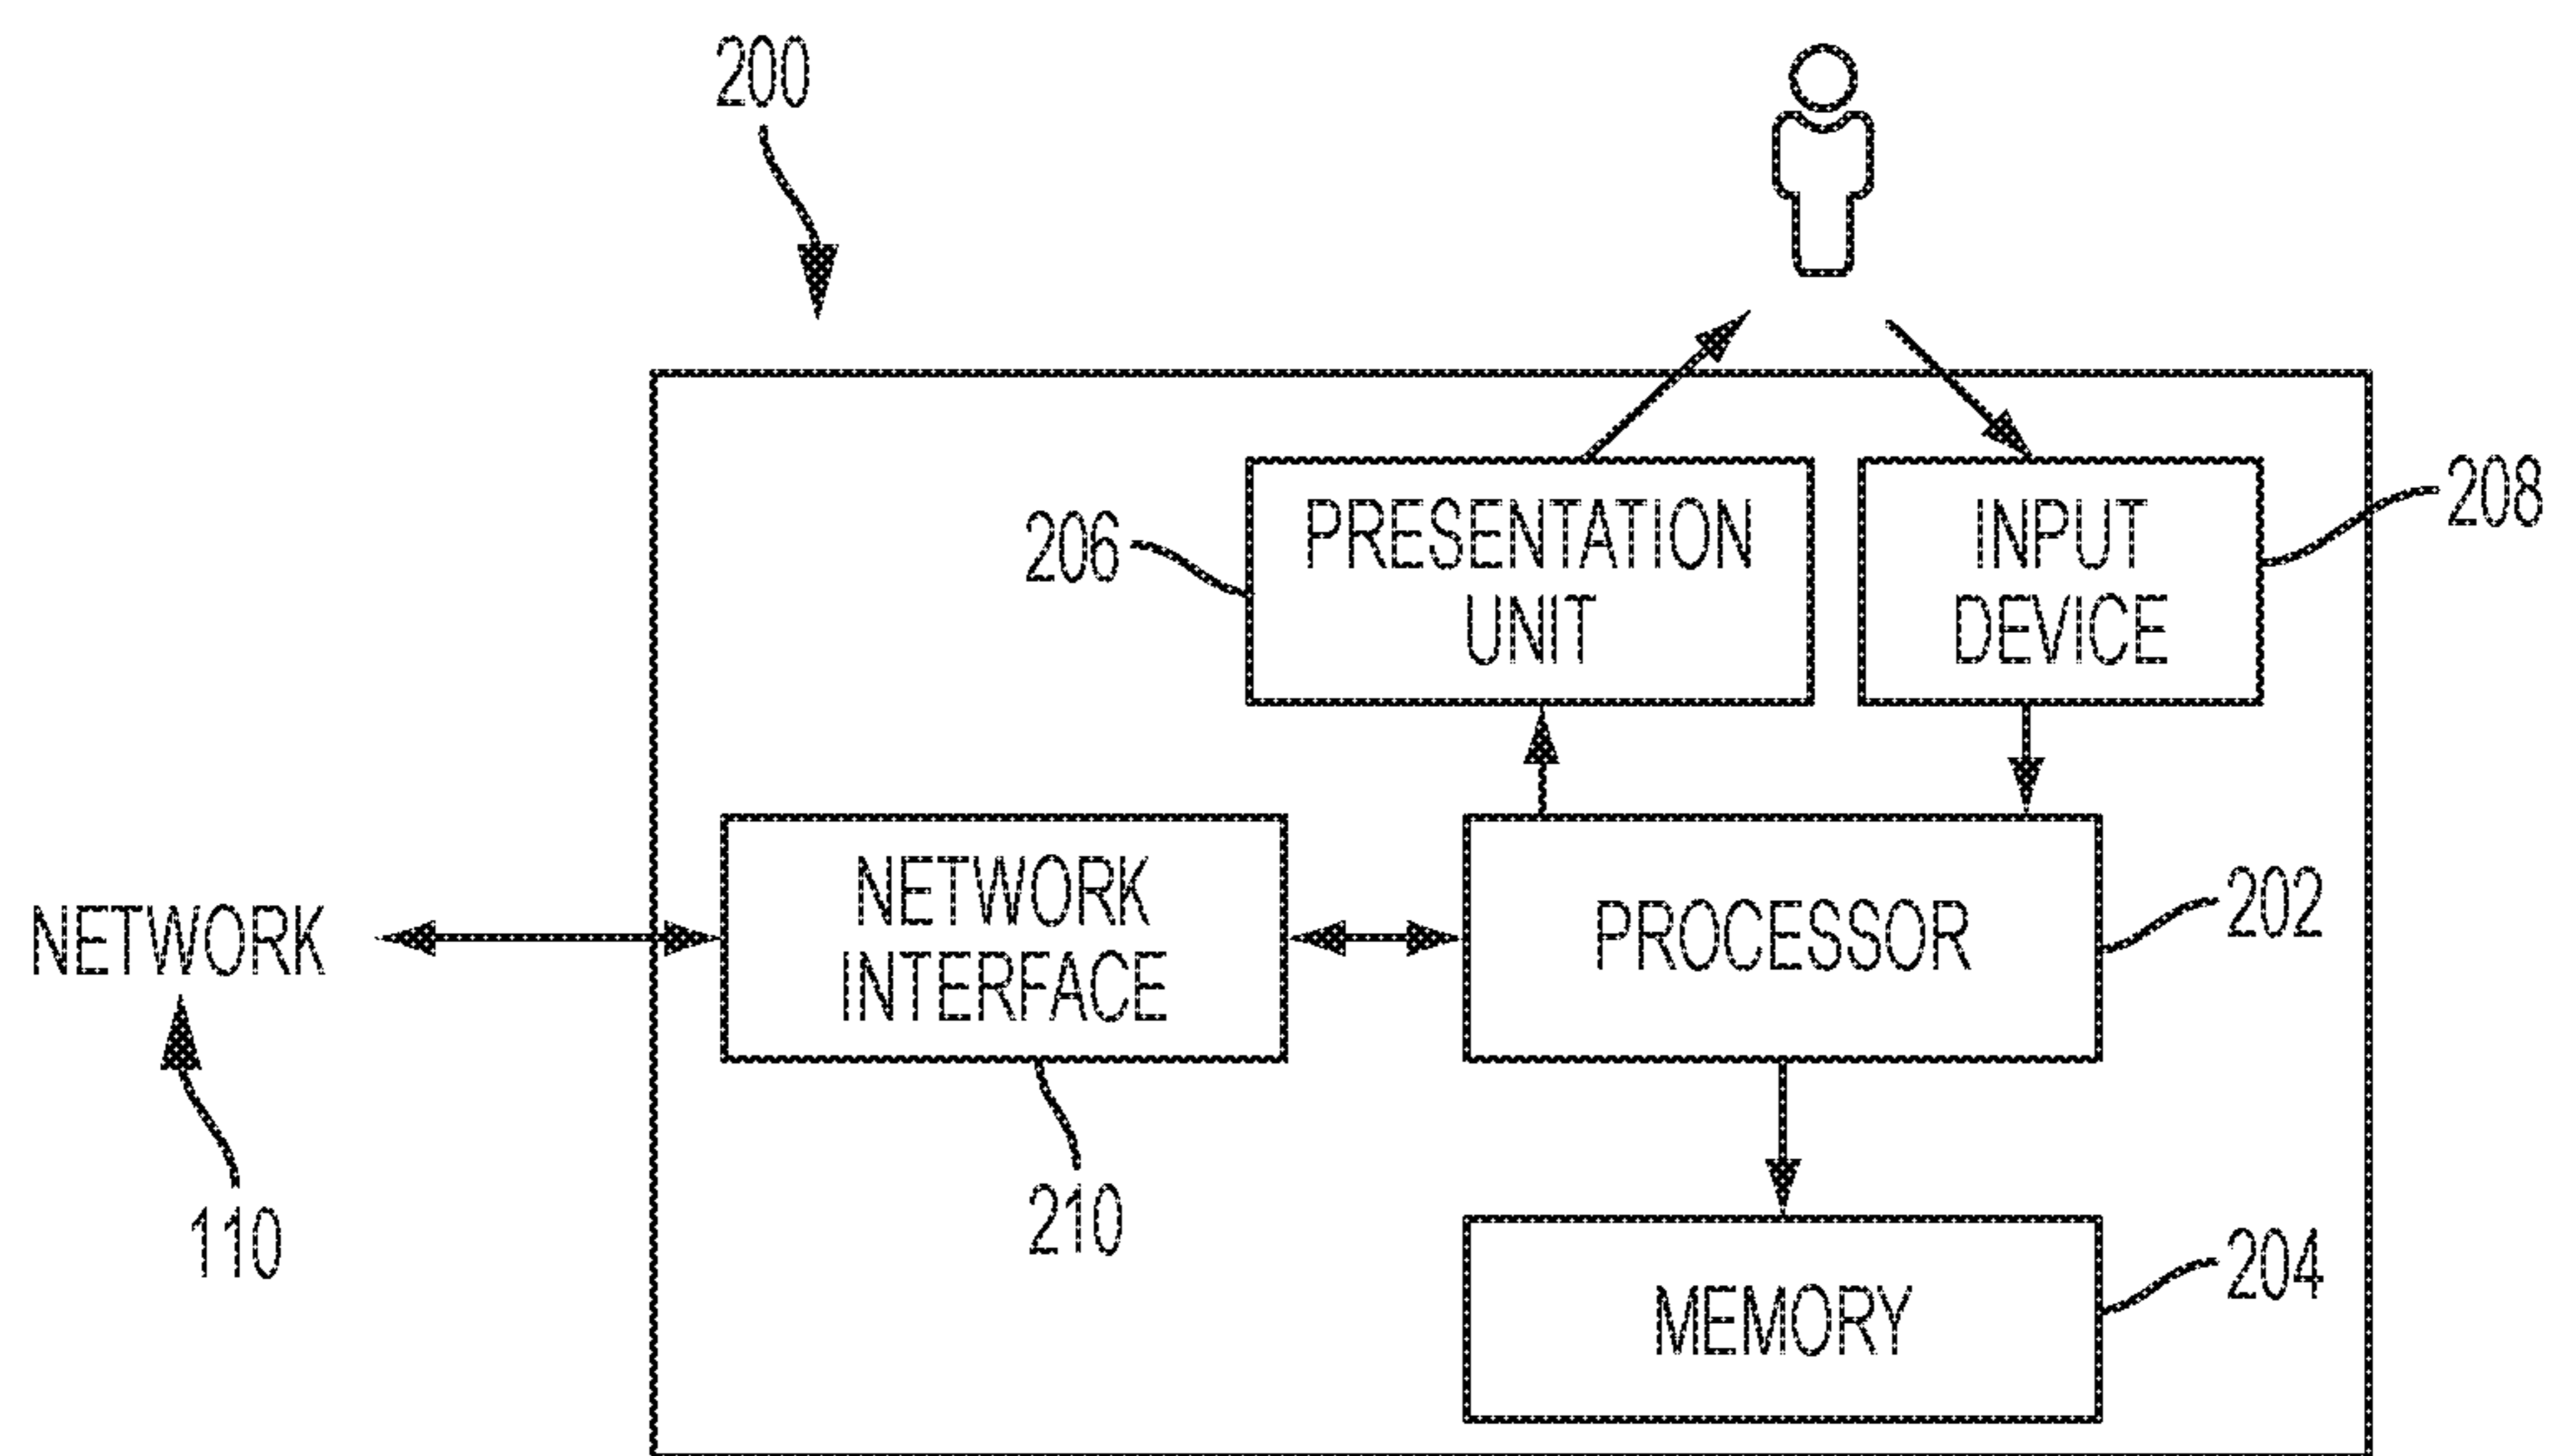 200
206
PRESENTATION
UNIT
INPUT
DEVICE
208
NETWORK
110
NETWORK
INTERFACE
210
PROCESSOR
202
MEMORY
204